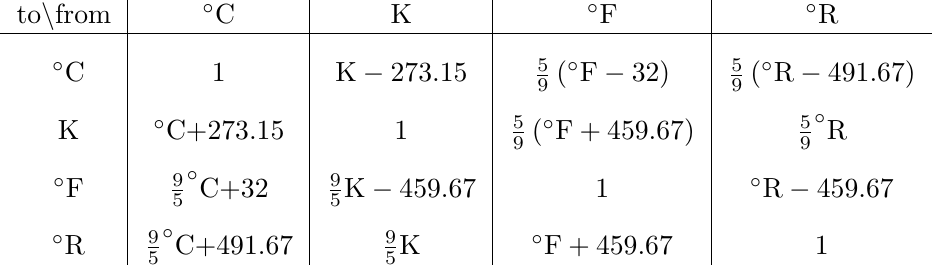 to\from °C K °F °R
°C 1 K − 273.15 5/9 (°F − 32) 5/9 (°R − 491.67)
K °C+273.15 1 5/9 (°F + 459.67) 5/9 °R
°F 9/5 °C+32 9/5 K − 459.67 1 °R − 459.67
°R 9/5 °C+491.67 9/5 K °F + 459.67 1